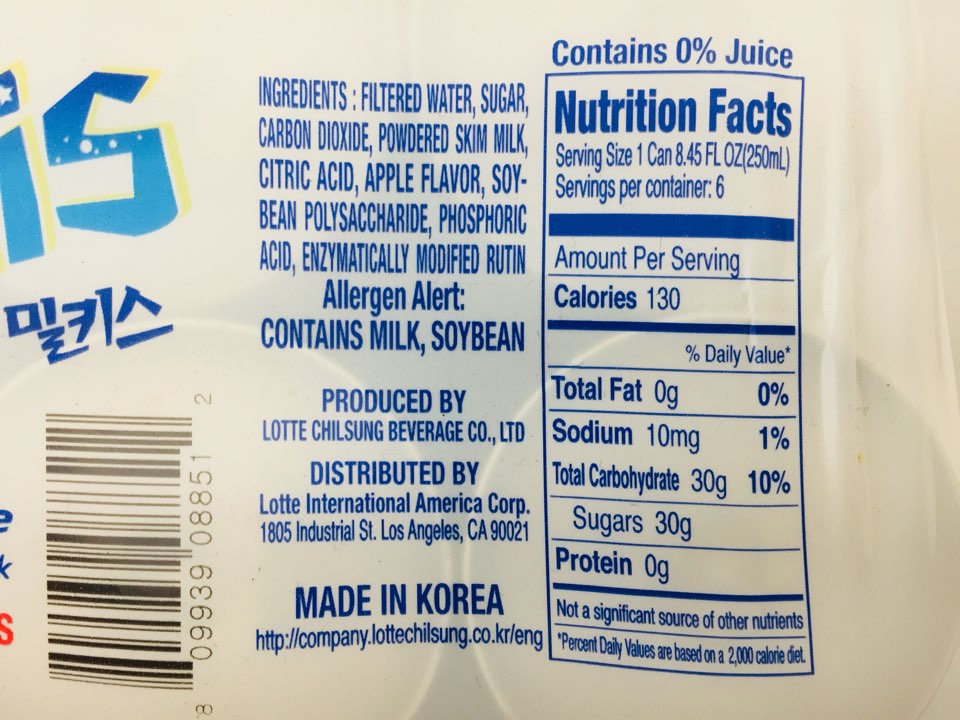 is
밀키스
INGREDIENTS : FILTERED WATER, SUGAR,
CARBON DIOXIDE, POWDERED SKIM MILK,
CITRIC ACID, APPLE FLAVOR, SOY-
BEAN POLYSACCHARIDE, PHOSPHORIC
ACID, ENZYMATICALLY MODIFIED RUTIN
Allergen Alert:
CONTAINS MILK, SOYBEAN
PRODUCED BY
LOTTE CHILSUNG BEVERAGE CO., LTD
DISTRIBUTED BY
Lotte International America Corp.
1805 Industrial St. Los Angeles, CA 90021
MADE IN KOREA
http://company.lottechilsung.co.kr/eng
8 09939 08851 2
e
k
S
Contains 0% Juice
Nutrition Facts
Serving Size 1 Can 8.45 FL OZ(250mL)
Servings per container: 6
Amount Per Serving
Calories 130
% Daily Value*
Total Fat 0g 0%
Sodium 10mg 1%
Total Carbohydrate 30g 10%
Sugars 30g
Protein 0g
Not a significant source of other nutrients
*Percent Daily Values are based on a 2,000 calorie diet.